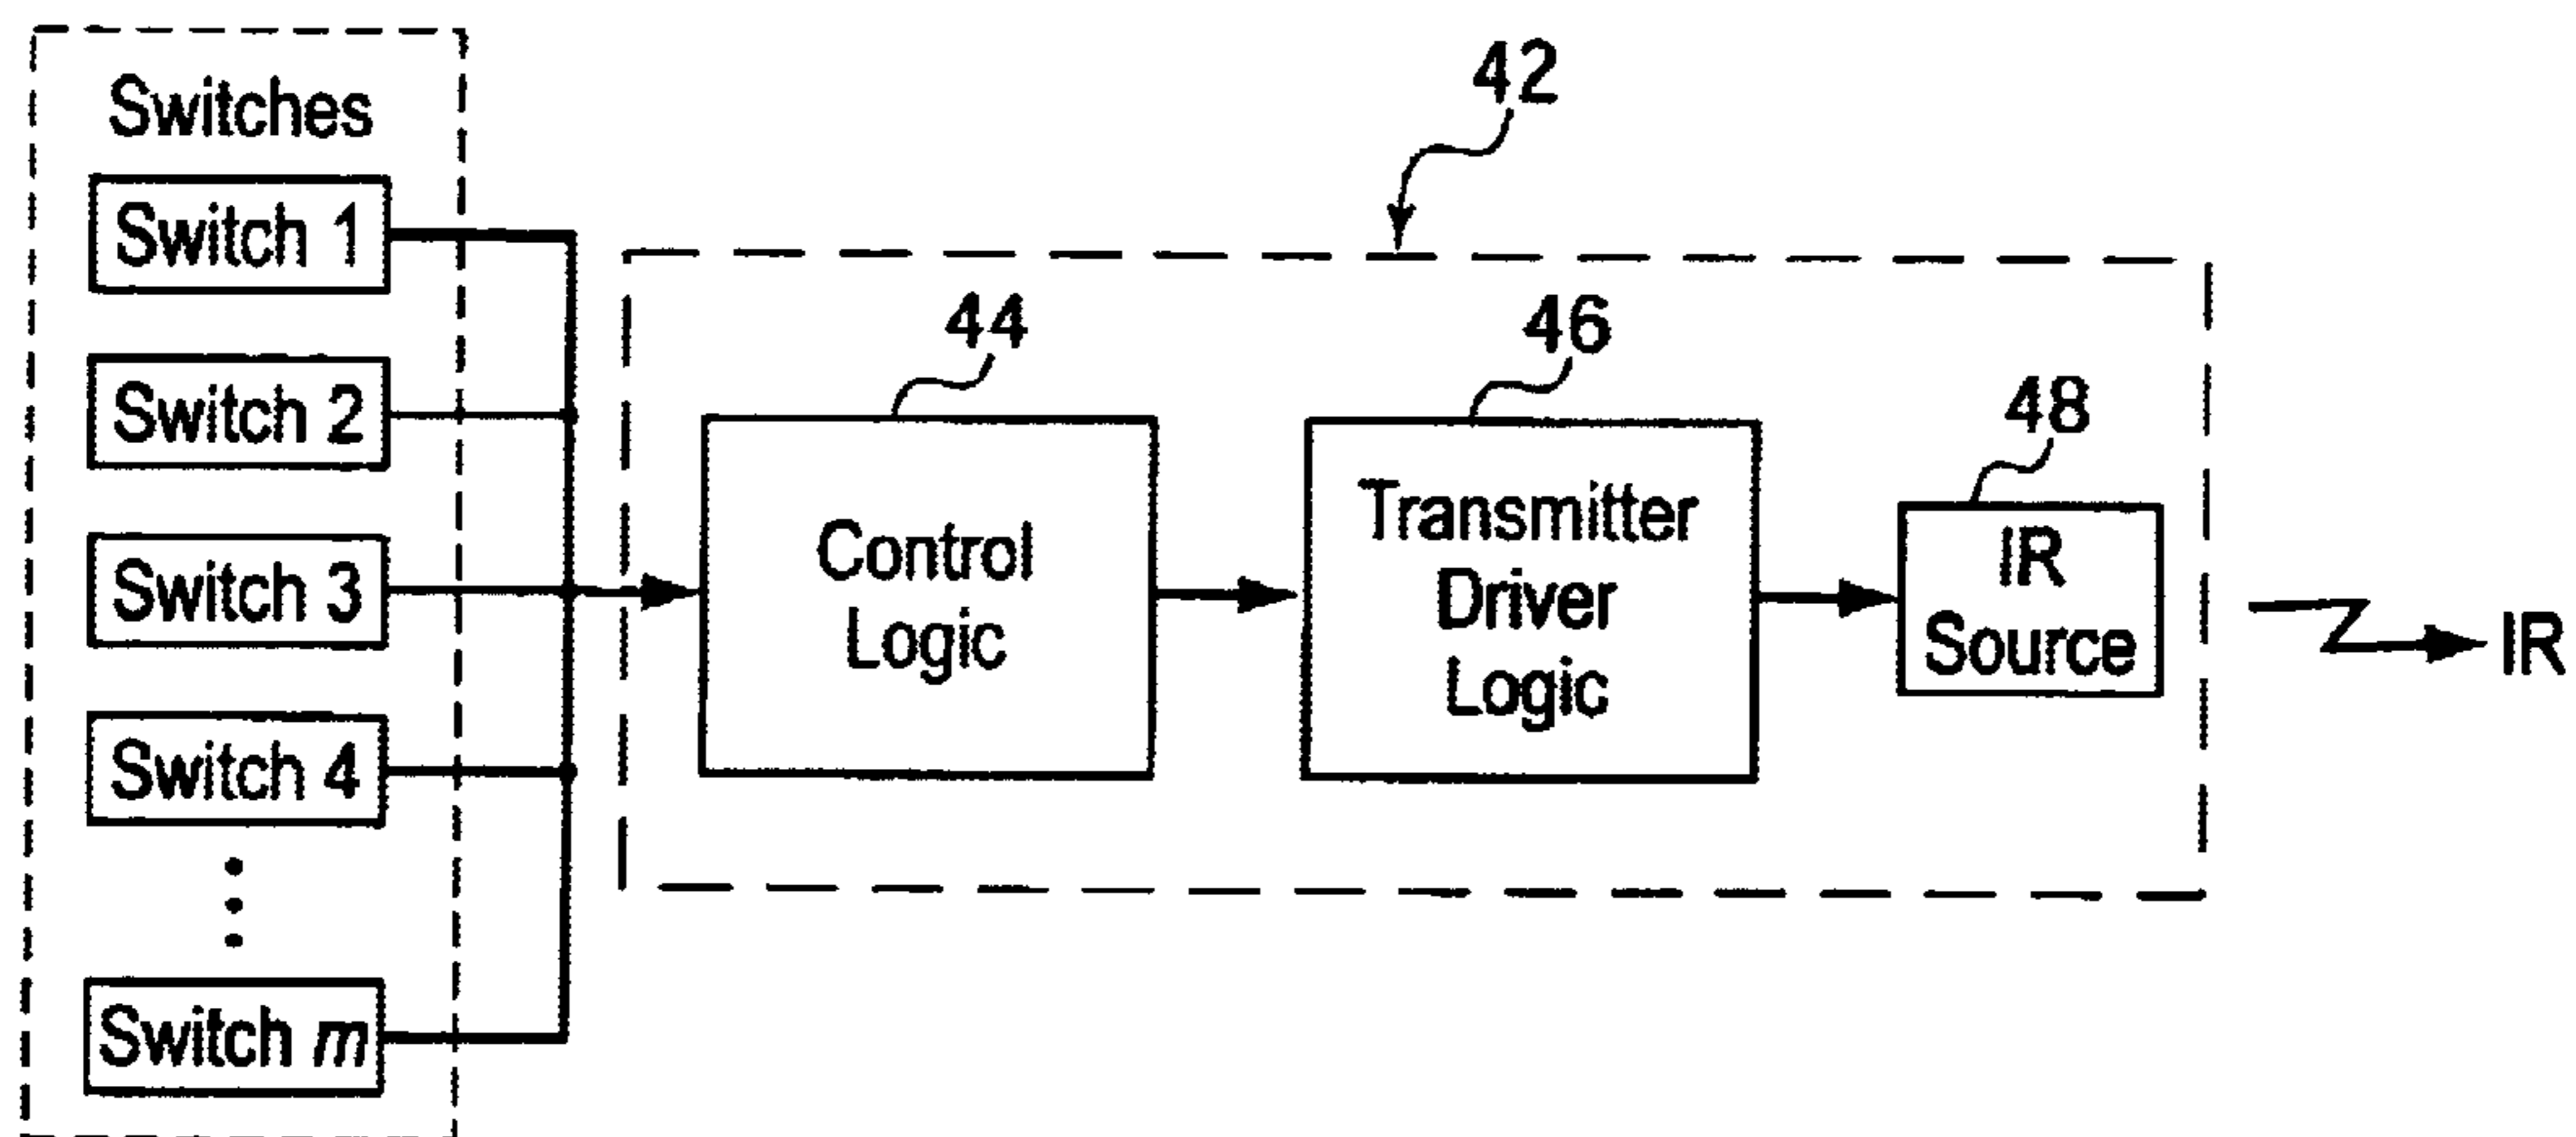 Switches
Switch 1
Switch 2
Switch 3
Switch 4
Switch m
42
44
Control
Logic
46
Transmitter
Driver
Logic
48
IR
Source
IR